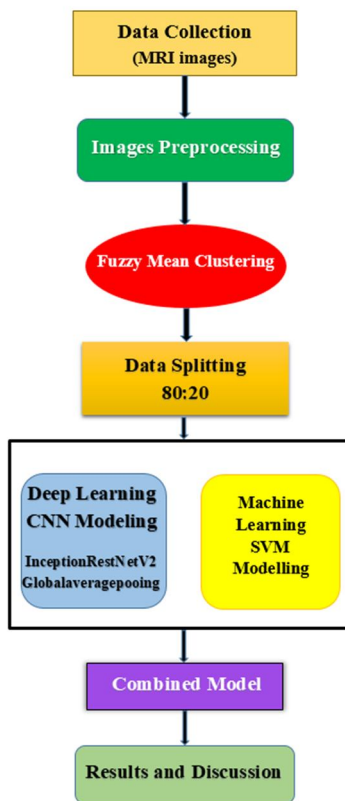 Data Collection
(MRI images)
Images Preprocessing
Fuzzy Mean Clustering
Data Splitting
80:20
Deep Learning
CNN Modeling
InceptionRestNetV2
Globalaveragepooing
Machine
Learning
SVM
Modelling
Combined Model
Results and Discussion